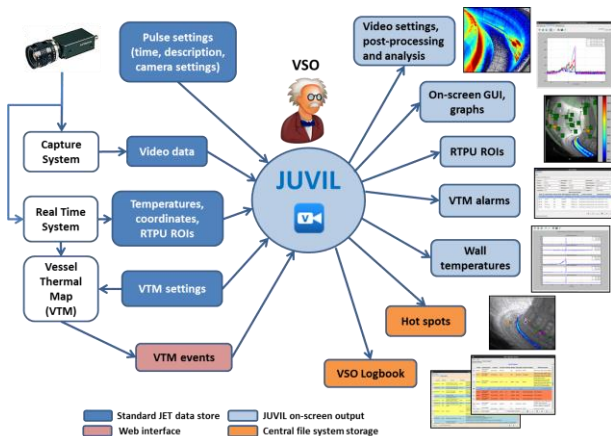 Pulse settings
(time, description,
camera settings)
VSO
Video settings,
post-processing
and analysis
On-screen GUI,
graphs
Capture
System
Video data
RTPU ROIs
JUVIL
V
VTM alarms
Real Time
System
Temperatures,
coordinates,
RTPU ROIs
Wall
temperatures
Vessel
Thermal
Map
(VTM)
VTM settings
Hot spots
VTM events
VSO Logbook
Standard JET data store
JUVIL on-screen output
Web interface
Central file system storage